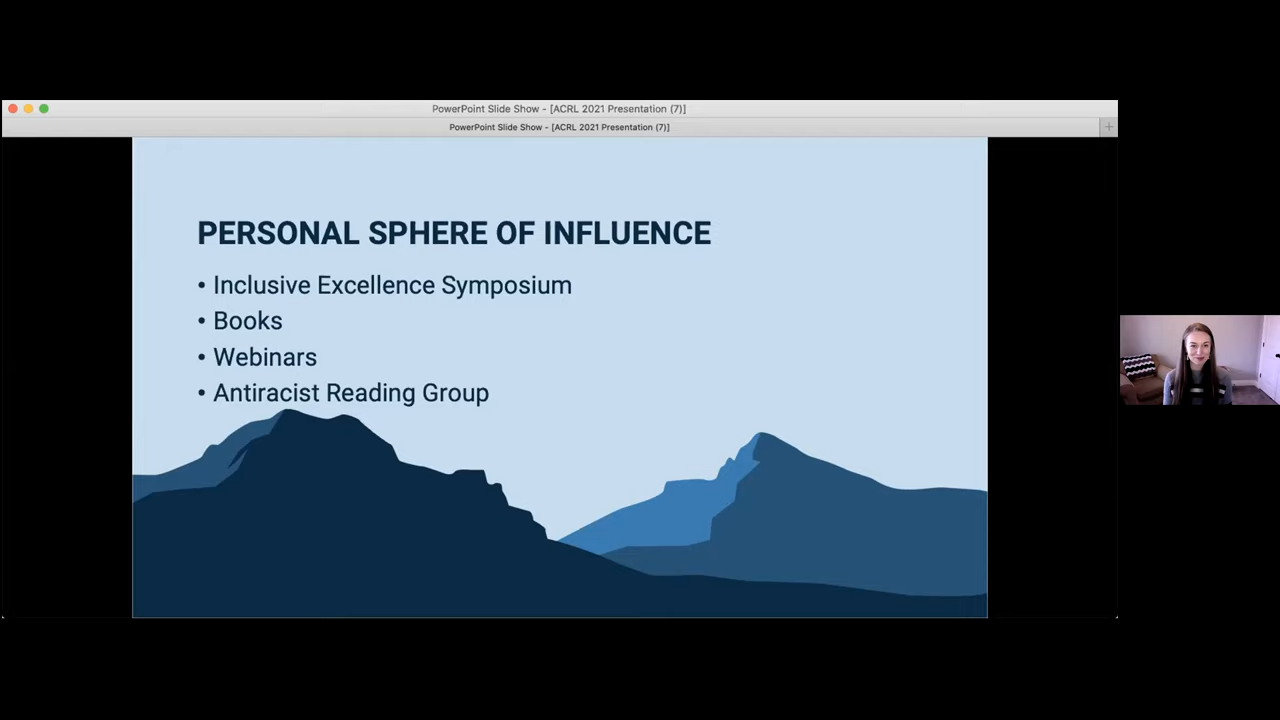 PowerPoint Slide Show - [ACRL 2021 Presentation (7)]
PowerPoint Slide Show - [ACRL 2021 Presentation (7)]
PERSONAL SPHERE OF INFLUENCE
• Inclusive Excellence Symposium
• Books
• Webinars
• Antiracist Reading Group